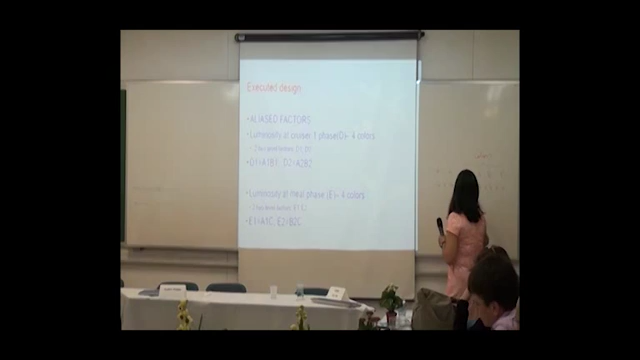 Executed design
•ALIASED FACTORS
•Luminosity at cruise 1 phase(D)- 4 colors
•D1=A1B1, D2=A2B2
•Luminosity at meal phase (E)- 4 colors
•E1=A1C, E2=B2C